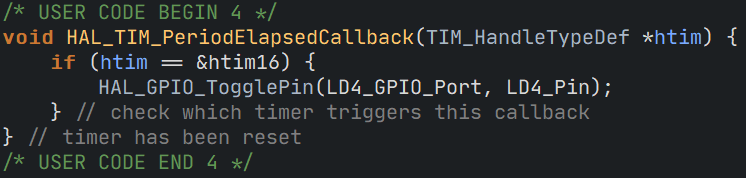 /* USER CODE BEGIN 4 */
void HAL_TIM_PeriodElapsedCallback(TIM_HandleTypeDef *htim) {
    if (htim == &htim16) {
        HAL_GPIO_TogglePin(LD4_GPIO_Port, LD4_Pin);
    } // check which timer triggers this callback
} // timer has been reset
/* USER CODE END 4 */